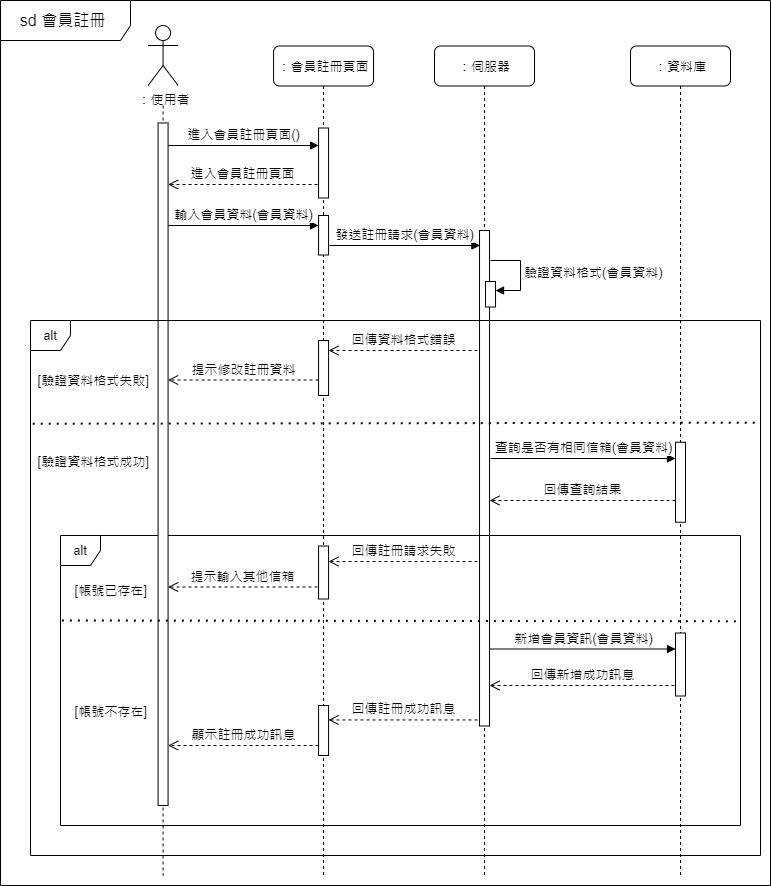 sd 會員註冊
：使用者
：會員註冊頁面
：伺服器
：資料庫
進入會員註冊頁面()
進入會員註冊頁面
輸入會員資料(會員資料)
發送註冊請求(會員資料)
驗證資料格式(會員資料)
alt
回傳資料格式錯誤
提示修改註冊資料
[驗證資料格式失敗]
[驗證資料格式成功]
查詢是否有相同信箱(會員資料)
回傳查詢結果
alt
回傳註冊請求失敗
提示輸入其他信箱
[帳號已存在]
新增會員資訊(會員資料)
回傳新增成功訊息
[帳號不存在]
回傳註冊成功訊息
顯示註冊成功訊息